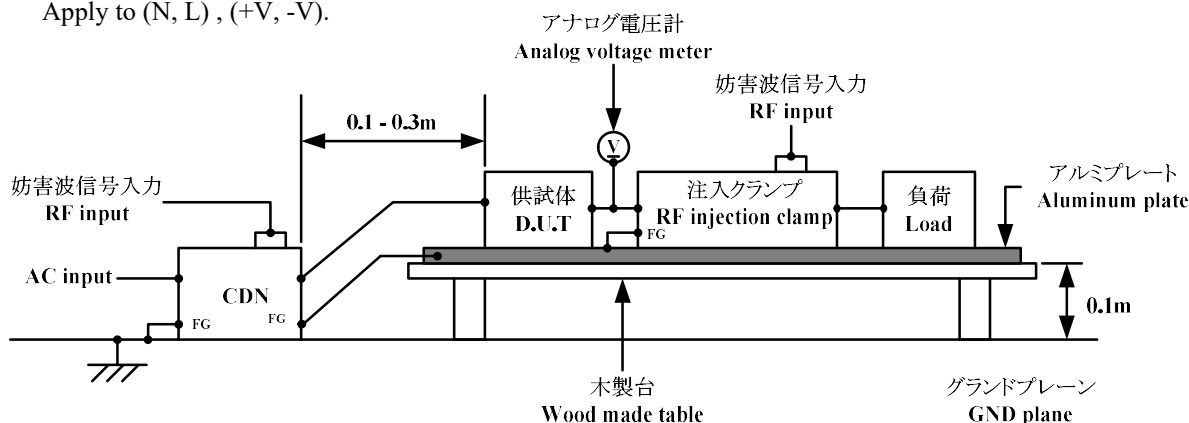 Apply to (N, L) , (+V, -V).
アナログ電圧計
Analog voltage meter
妨害波信号入力
RF input
0.1 - 0.3m
V
妨害波信号入力
RF input
供試体
D.U.T
注入クランプ
RF injection clamp
FG
負荷
Load
アルミプレート
Aluminum plate
AC input
CDN
FG
FG
0.1m
木製台
Wood made table
グランドプレーン
GND plane